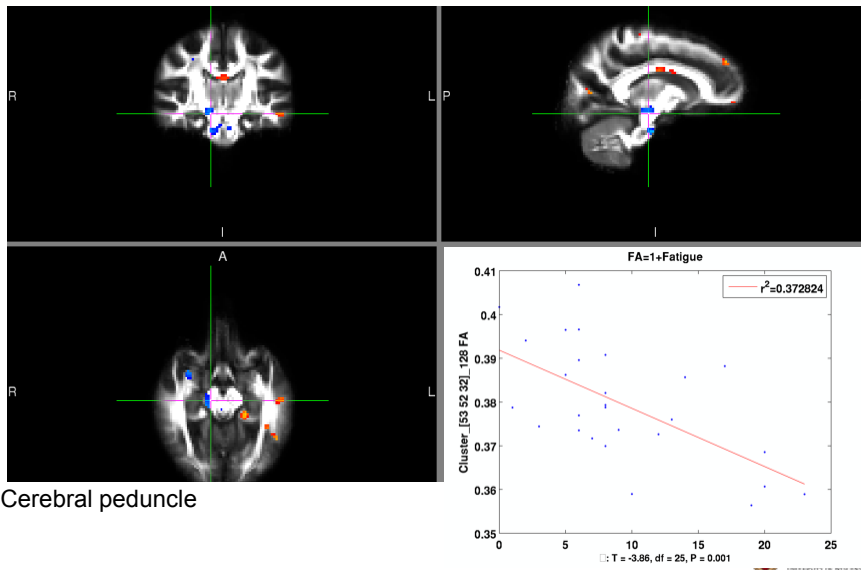 R
L
I
P
I
A
R
L
Cerebral peduncle
FA=1+Fatigue
r²=0.372824
Cluster_[53 52 32]_128 FA
0.41
0.4
0.39
0.38
0.37
0.36
0.35
0 5 10 15 20 25
□: T = -3.86, df = 25, P = 0.001